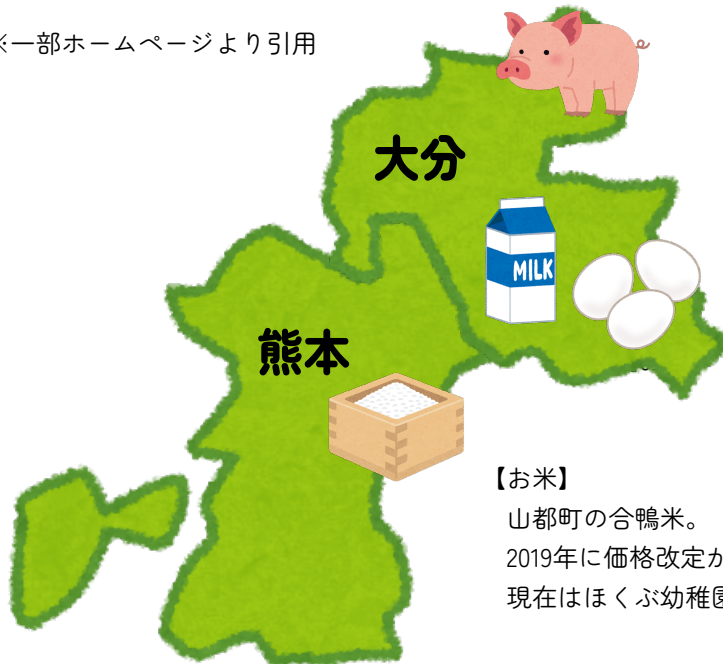 ※一部ホームページより引用
大分
MILK
熊本
【お米】
山都町の合鴨米。
2019年に価格改定か
現在はほくぶ幼稚園